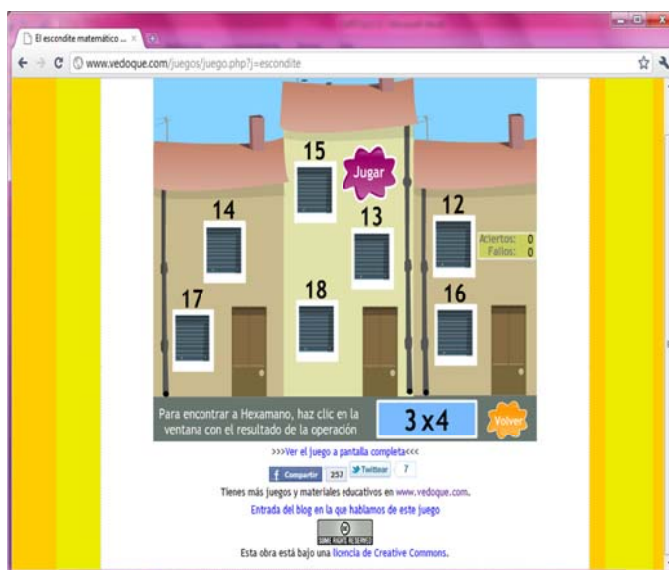 El escondite matemático ...
www.vedoque.com/juegos/juego.php?j=escondite
15
Jugar
14
13
12
Aciertos: 0
Fallos: 0
17
18
16
Para encontrar a Hexamano, haz clic en la
ventana con el resultado de la operación
3x4
Volver
>>>Ver el juego a pantalla completa<<<
Compartir
257
Twittear
7
Tienes más juegos y materiales educativos en www.vedoque.com.
Entrada del blog en la que hablamos de este juego
SOME RIGHTS RESERVED
Esta obra está bajo una licencia de Creative Commons.